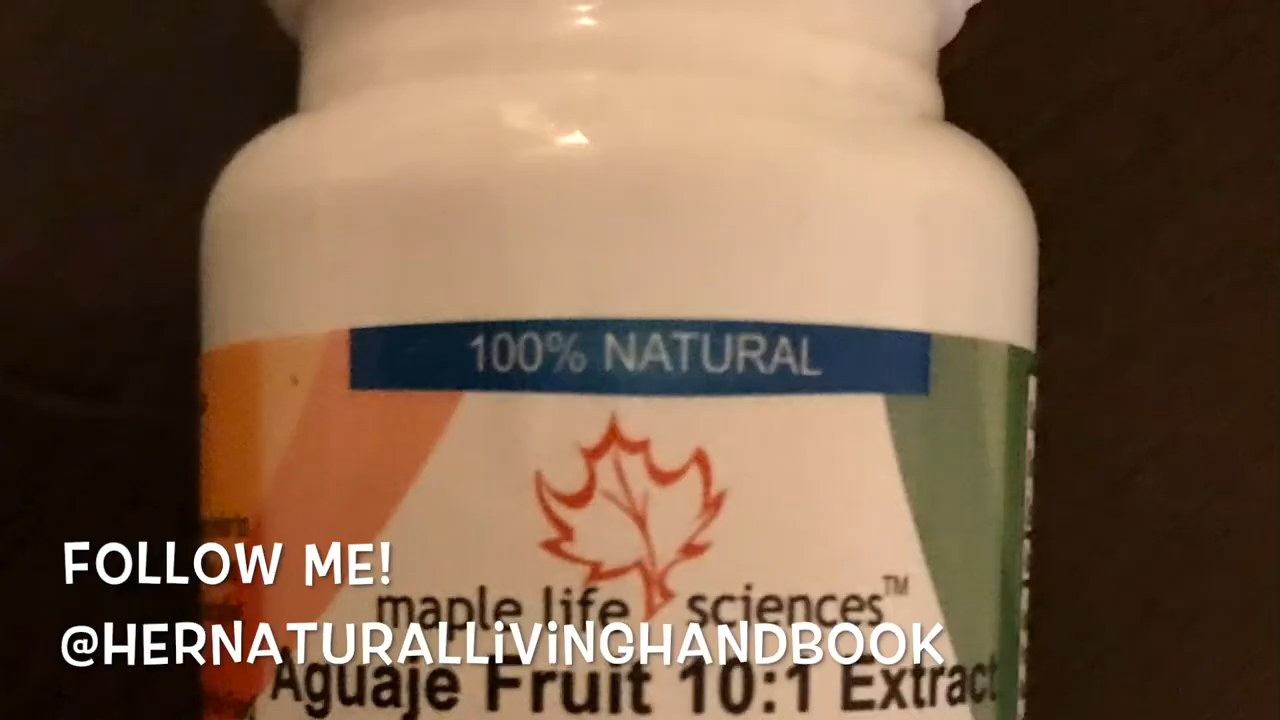 100% NATURAL
maple life sciences™
FOLLOW ME!
@HERNATURALLiViNGHANDBOOK
Aguaje Fruit 10:1 Extract